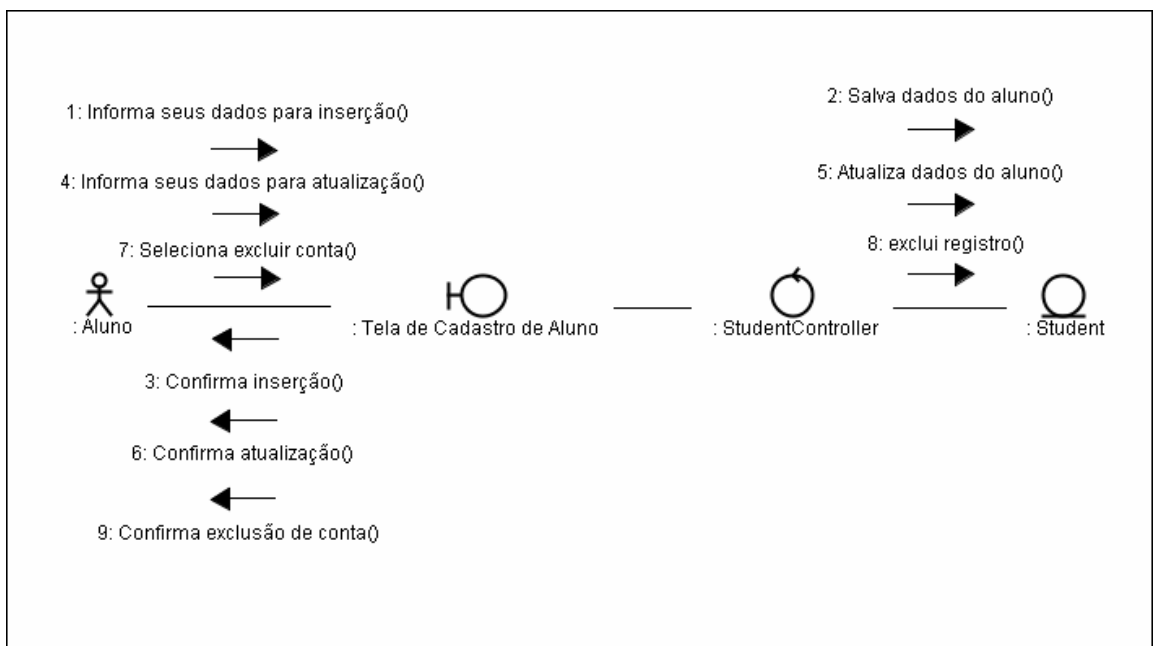 1: Informa seus dados para inserção()
2: Salva dados do aluno()
4: Informa seus dados para atualização()
5: Atualiza dados do aluno()
7: Seleciona excluir conta()
8: exclui registro()
: Aluno
: Tela de Cadastro de Aluno
: StudentController
: Student
3: Confirma inserção()
6: Confirma atualização()
9: Confirma exclusão de conta()